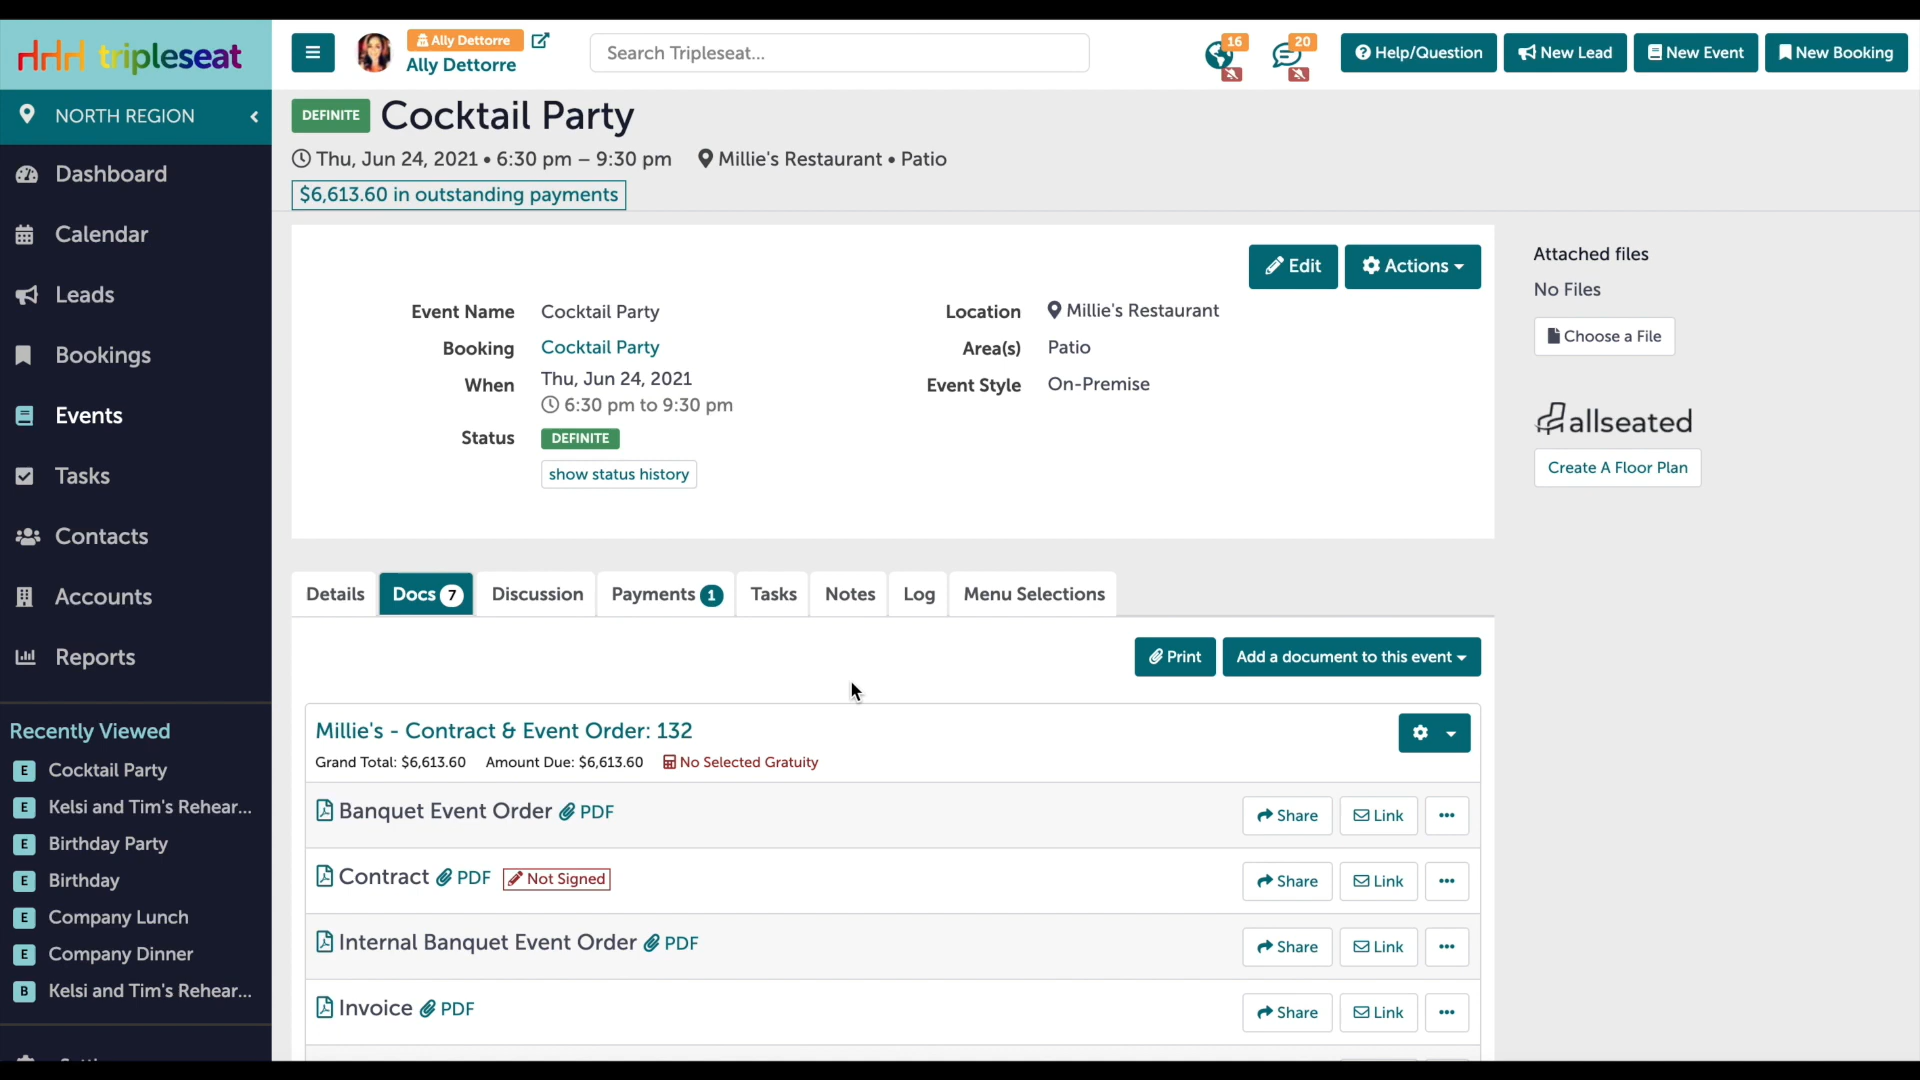 tripleseat
Ally Dettorre
Ally Dettorre
Search Tripleseat...
16
20
Help/Question
New Lead
New Event
New Booking
NORTH REGION
Dashboard
Calendar
Leads
Bookings
Events
Tasks
Contacts
Accounts
Reports
Recently Viewed
E Cocktail Party
E Kelsi and Tim's Rehear...
E Birthday Party
E Birthday
E Company Lunch
E Company Dinner
B Kelsi and Tim's Rehear...
DEFINITE Cocktail Party
Thu, Jun 24, 2021 • 6:30 pm – 9:30 pm Millie's Restaurant • Patio
$6,613.60 in outstanding payments
Edit
Actions
Event Name Cocktail Party
Booking Cocktail Party
When Thu, Jun 24, 2021
6:30 pm to 9:30 pm
Status DEFINITE
show status history
Location Millie's Restaurant
Area(s) Patio
Event Style On-Premise
Attached files
No Files
Choose a File
allseated
Create A Floor Plan
Details
Docs 7
Discussion
Payments 1
Tasks
Notes
Log
Menu Selections
Print
Add a document to this event
Millie's - Contract & Event Order: 132
Grand Total: $6,613.60 Amount Due: $6,613.60 No Selected Gratuity
Banquet Event Order PDF Share Link
Contract PDF Not Signed Share Link
Internal Banquet Event Order PDF Share Link
Invoice PDF Share Link